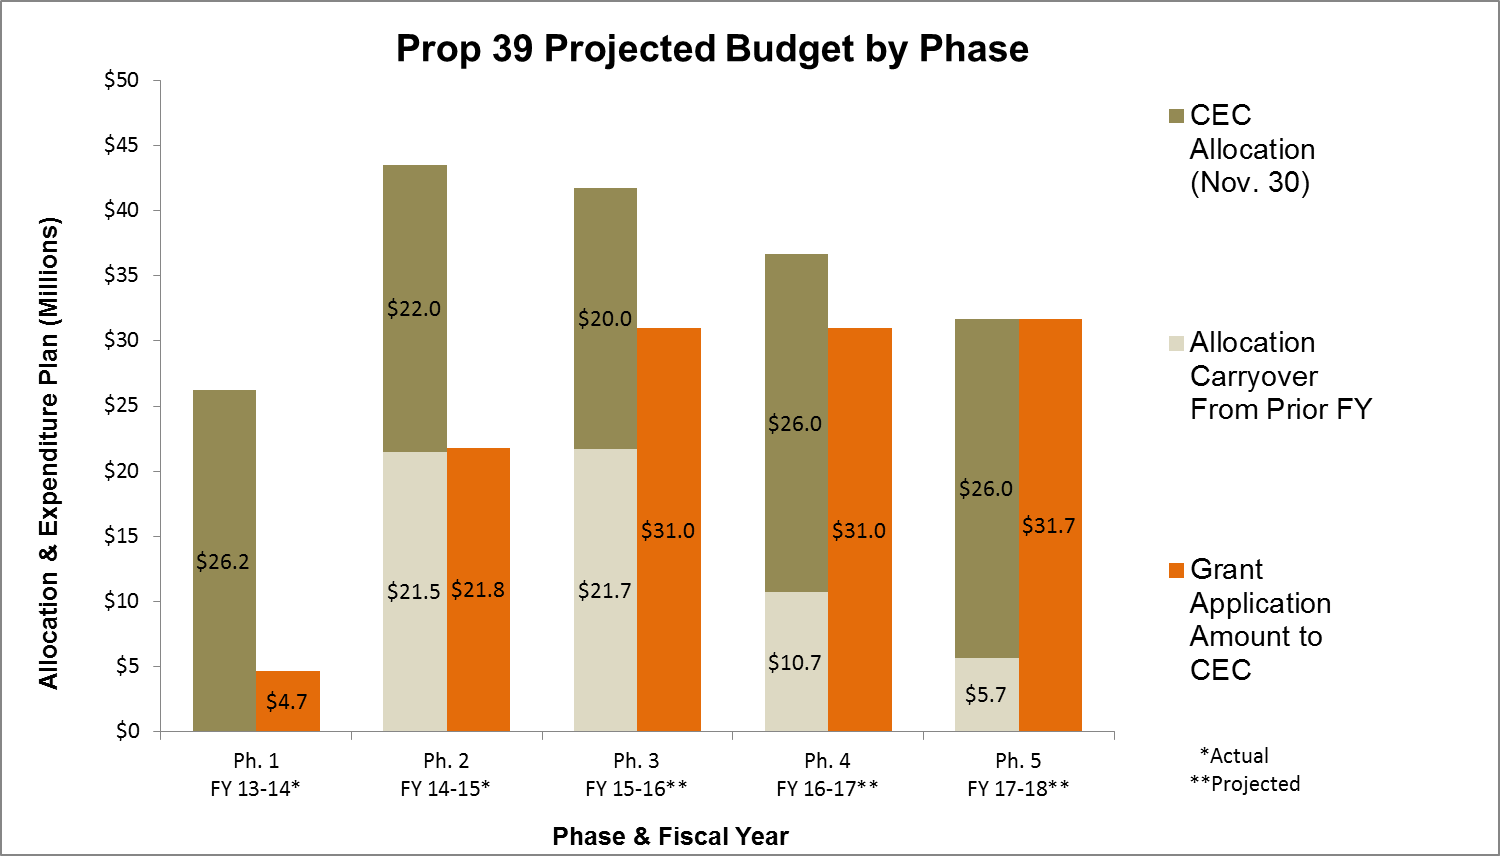 Prop 39 Projected Budget by Phase
$50
$45
$40
$35
$30
$25
$20
$15
$10
$5
$0
Allocation & Expenditure Plan (Millions)
$26.2
$4.7
$22.0
$21.5
$21.8
$20.0
$21.7
$31.0
$26.0
$10.7
$31.0
$26.0
$5.7
$31.7
Ph. 1
FY 13-14*
Ph. 2
FY 14-15*
Ph. 3
FY 15-16**
Ph. 4
FY 16-17**
Ph. 5
FY 17-18**
Phase & Fiscal Year
CEC
Allocation
(Nov. 30)
Allocation
Carryover
From Prior FY
Grant
Application
Amount to
CEC
*Actual
**Projected